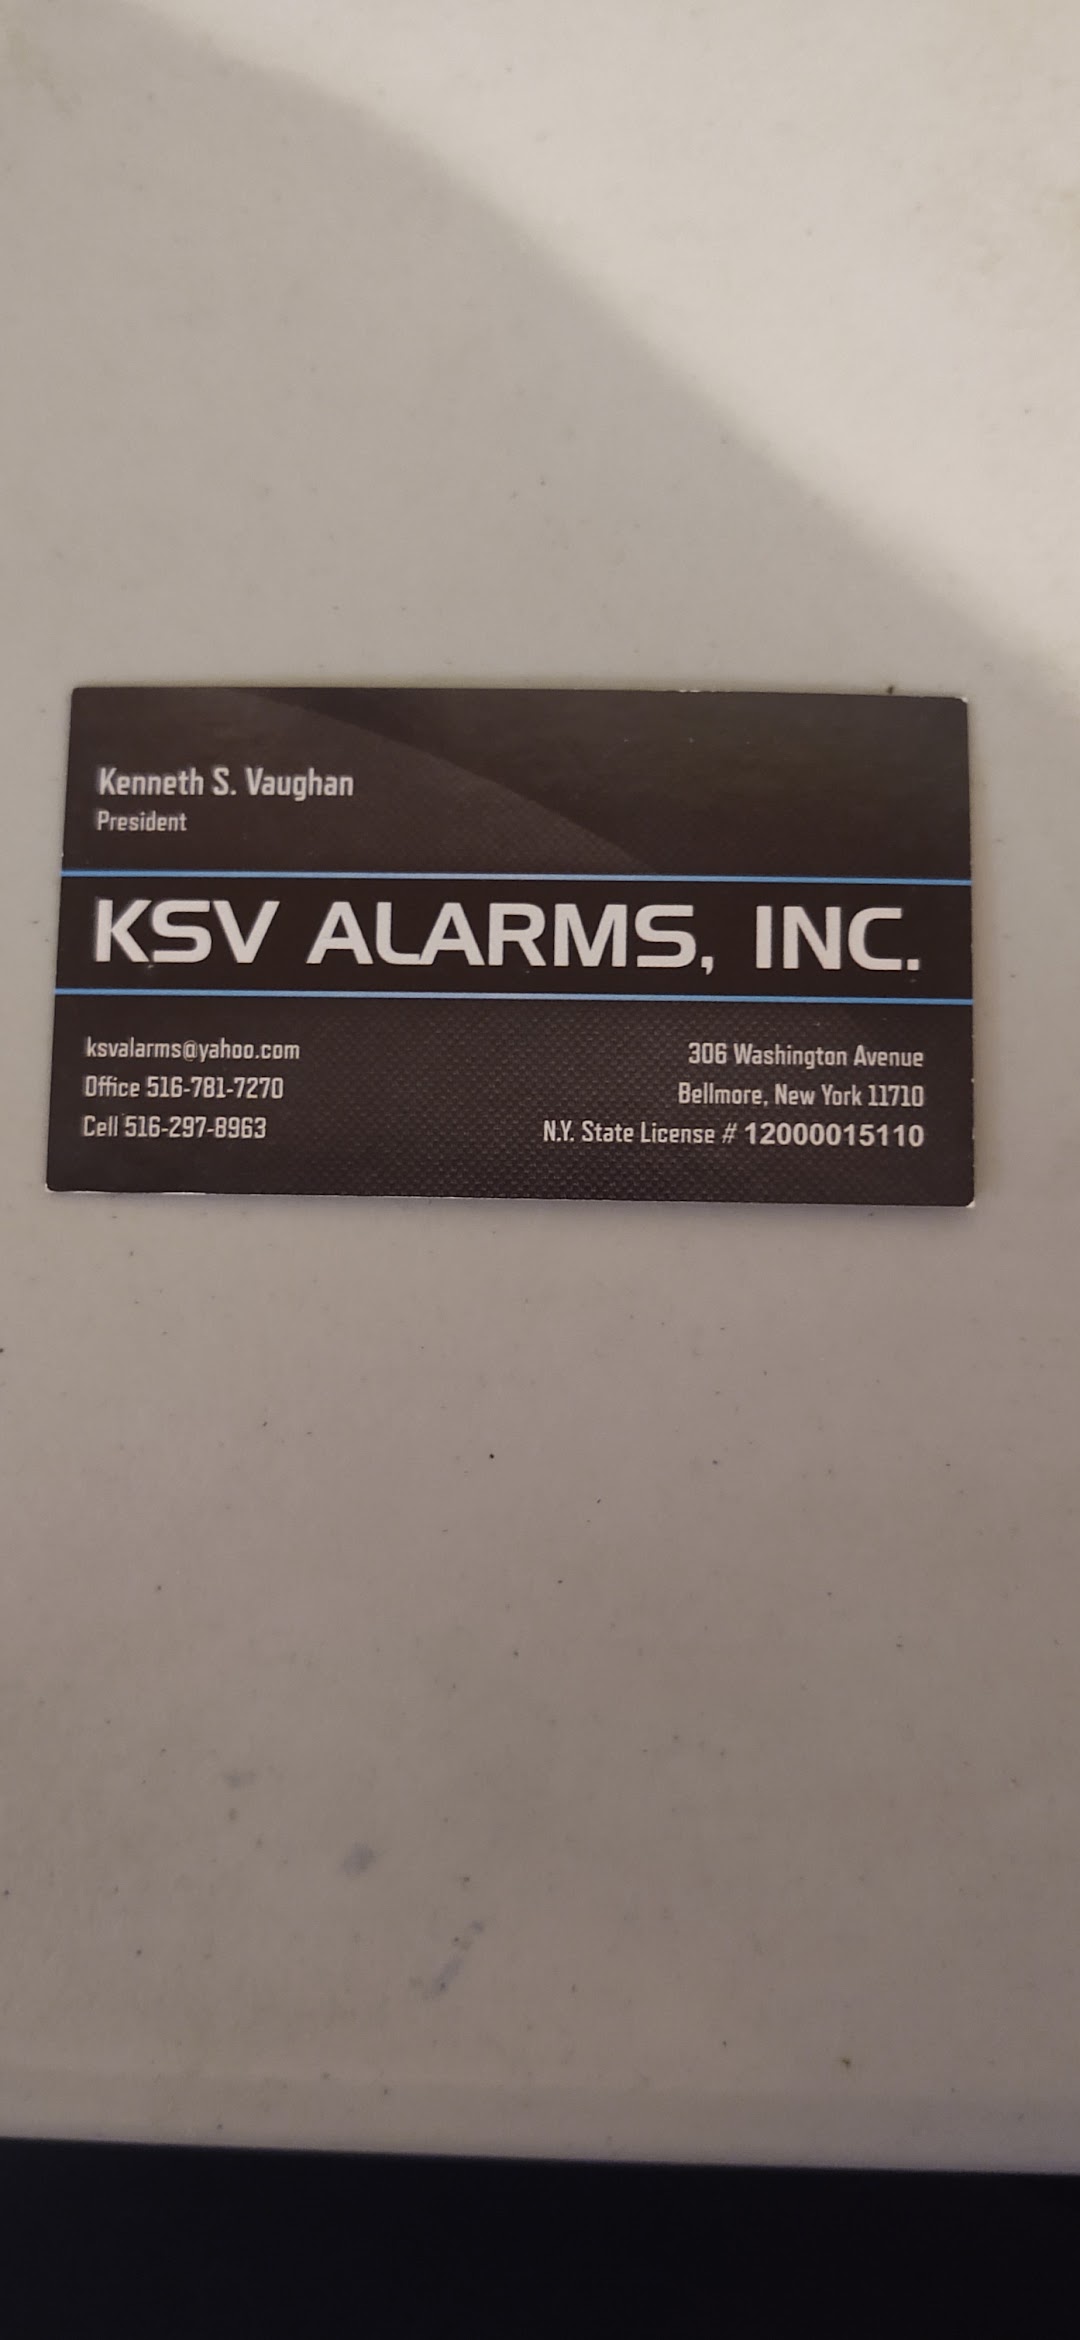 Kenneth S. Vaughan
President
KSV ALARMS, INC.
ksvalarms@yahoo.com
Office 516-781-7270
Cell 516-297-8963
306 Washington Avenue
Bellmore, New York 11710
N.Y. State License # 12000015110